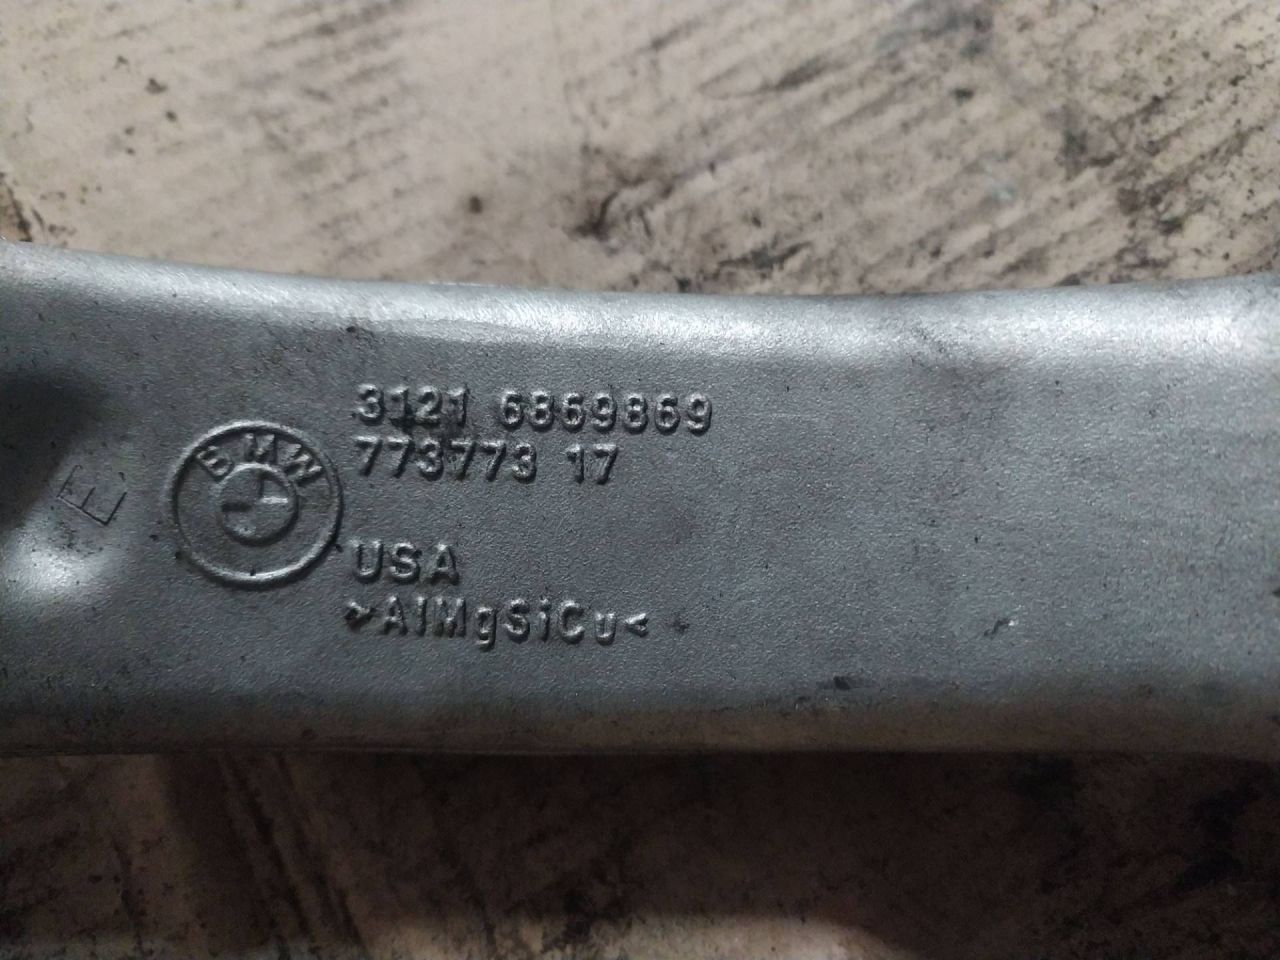 3121 6869869
773773 17
E
BMW
USA
>AlMgSiCu<